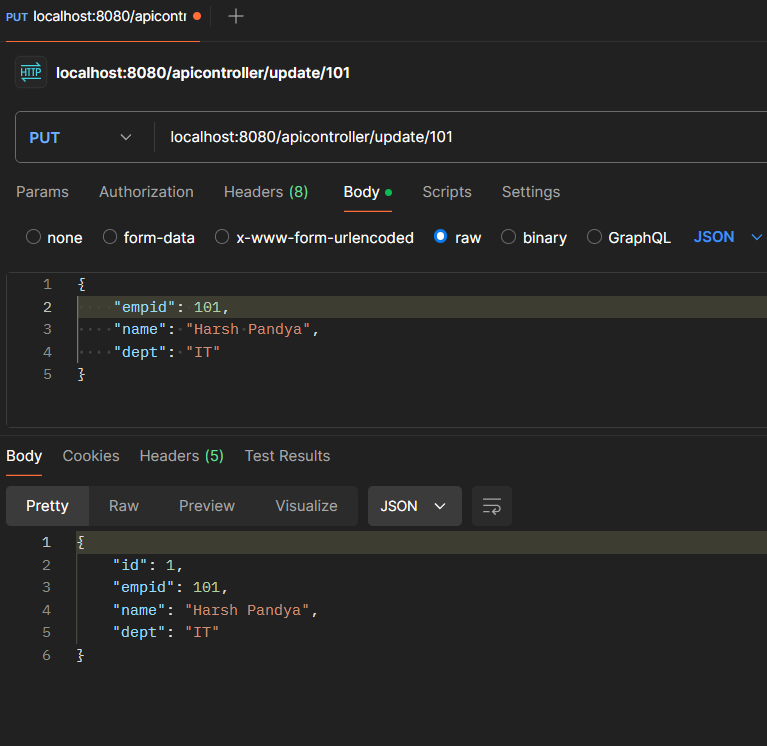 PUT localhost:8080/apicontr
HTTP localhost:8080/apicontroller/update/101
PUT localhost:8080/apicontroller/update/101
Params Authorization Headers (8) Body Scripts Settings
none form-data x-www-form-urlencoded raw binary GraphQL JSON
1 {
2 "empid": 101,
3 "name": "Harsh Pandya",
4 "dept": "IT"
5 }
Body Cookies Headers (5) Test Results
Pretty Raw Preview Visualize JSON
1 {
2 "id": 1,
3 "empid": 101,
4 "name": "Harsh Pandya",
5 "dept": "IT"
6 }